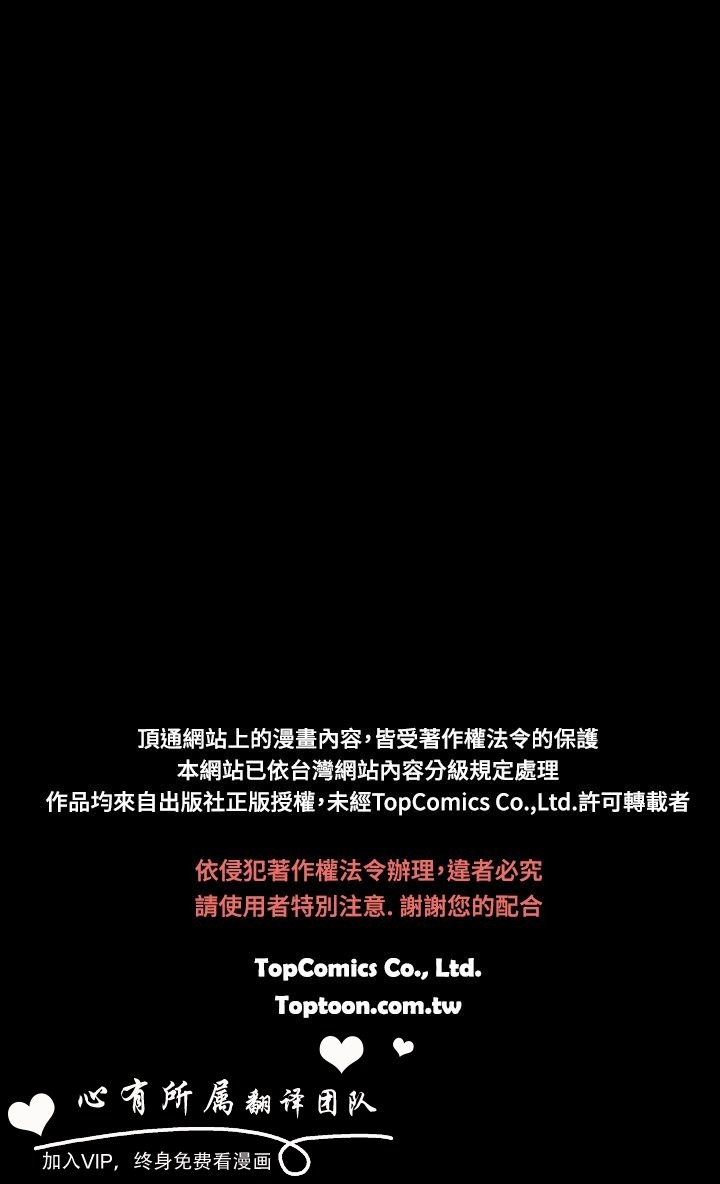 頂通網站上的漫畫內容，皆受著作權法令的保護
本網站已依台灣網站內容分級規定處理
作品均來自出版社正版授權，未經TopComics Co.,Ltd.許可轉載者
依侵犯著作權法令辦理，違者必究
請使用者特別注意. 謝謝您的配合
TopComics Co., Ltd.
Toptoon.com.tw
心有所属翻译团队
加入VIP，终身免费看漫画